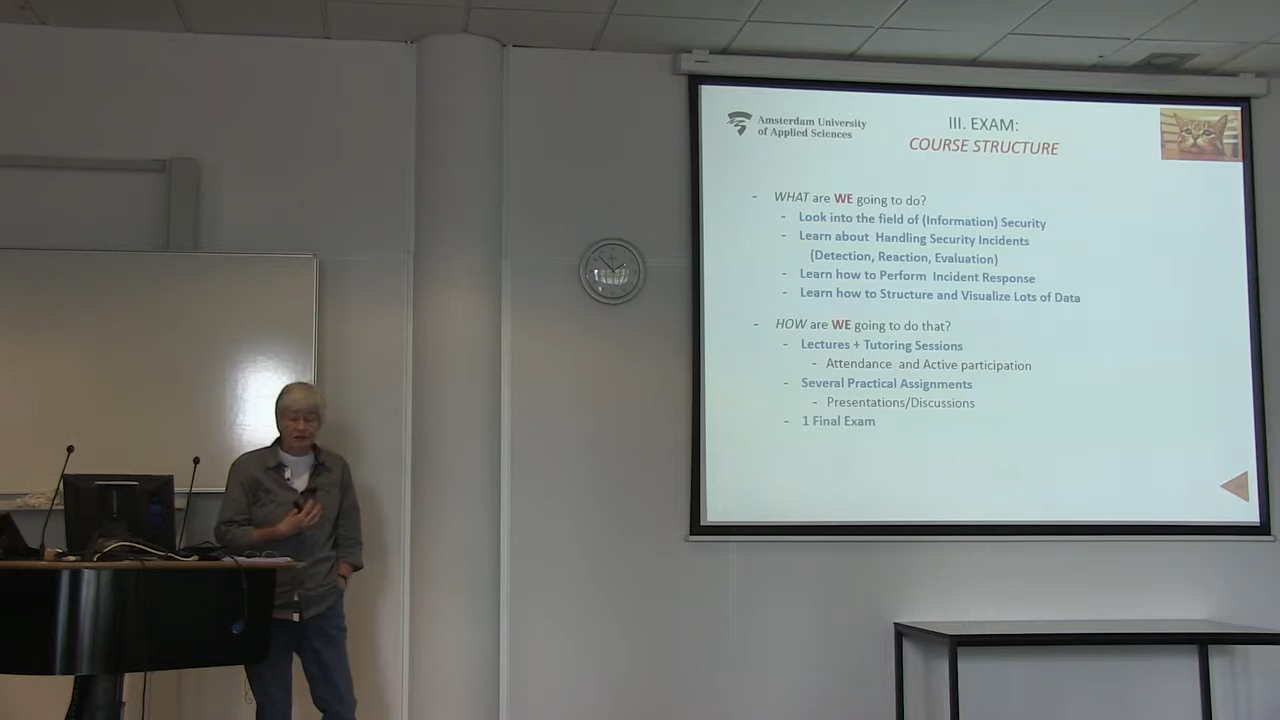 Amsterdam University
of Applied Sciences
III. EXAM:
COURSE STRUCTURE
- WHAT are WE going to do?
- Look into the field of (Information) Security
- Learn about Handling Security Incidents
(Detection, Reaction, Evaluation)
- Learn how to Perform Incident Response
- Learn how to Structure and Visualize Lots of Data
- HOW are WE going to do that?
- Lectures + Tutoring Sessions
- Attendance and Active participation
- Several Practical Assignments
- Presentations/Discussions
- 1 Final Exam